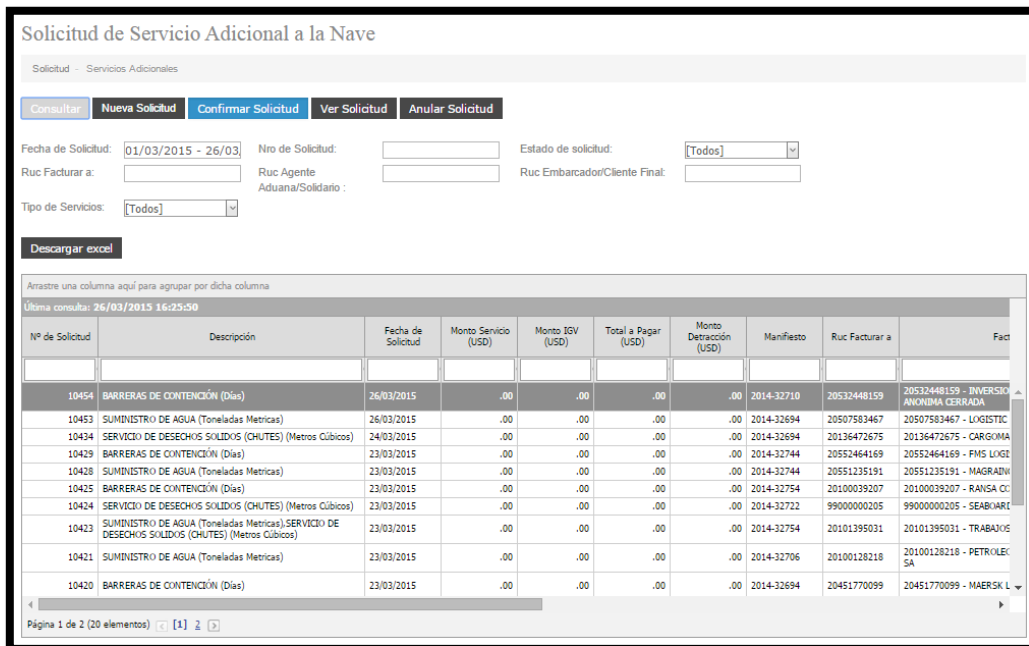 Solicitud de Servicio Adicional a la Nave
Solicitud - Servicios Adicionales
Consultar Nueva Solicitud Confirmar Solicitud Ver Solicitud Anular Solicitud
Fecha de Solicitud: 01/03/2015 - 26/03 Nro de Solicitud: Estado de solicitud: [Todos]
Ruc Facturar a: Ruc Agente Ruc Embarcador/Cliente Final:
Aduana/Solidario :
Tipo de Servicios: [Todos]
Descargar excel
Arrastre una columna aquí para agrupar por dicha columna
Última consulta: 26/03/2015 16:25:50
Nº de Solicitud Descripción Fecha de Solicitud Monto Servicio (USD) Monto IGV (USD) Total a Pagar (USD) Monto Detracción (USD) Manifiesto Ruc Facturar a Fact
10454 BARRERAS DE CONTENCIÓN (Días) 26/03/2015 .00 .00 .00 .00 2014-32710 20532448159 20532448159 - INVERSIO
ANONIMA CERRADA
10453 SUMINISTRO DE AGUA (Toneladas Metricas) 26/03/2015 .00 .00 .00 .00 2014-32694 20507583467 20507583467 - LOGISTIC
10434 SERVICIO DE DESECHOS SOLIDOS (CHUTES) (Metros Cúbicos) 24/03/2015 .00 .00 .00 .00 2014-32694 20136472675 20136472675 - CARGOMA
10429 BARRERAS DE CONTENCIÓN (Días) 23/03/2015 .00 .00 .00 .00 2014-32744 20552464169 20552464169 - FMS LOGI
10428 SUMINISTRO DE AGUA (Toneladas Metricas) 23/03/2015 .00 .00 .00 .00 2014-32744 20551235191 20551235191 - MAGRAIN
10425 BARRERAS DE CONTENCIÓN (Días) 23/03/2015 .00 .00 .00 .00 2014-32754 20100039207 20100039207 - RANSA CO
10424 SERVICIO DE DESECHOS SOLIDOS (CHUTES) (Metros Cúbicos) 23/03/2015 .00 .00 .00 .00 2014-32722 99000000205 99000000205 - SEABOARD
10423 SUMINISTRO DE AGUA (Toneladas Metricas),SERVICIO DE 23/03/2015 .00 .00 .00 .00 2014-32754 20101395031 20101395031 - TRABAJOS
DESECHOS SOLIDOS (CHUTES) (Metros Cúbicos)
10421 SUMINISTRO DE AGUA (Toneladas Metricas) 23/03/2015 .00 .00 .00 .00 2014-32706 20100128218 20100128218 - PETROLEO
SA
10420 BARRERAS DE CONTENCIÓN (Días) 23/03/2015 .00 .00 .00 .00 2014-32694 20451770099 20451770099 - MAERSK L
Página 1 de 2 (20 elementos) [1] 2